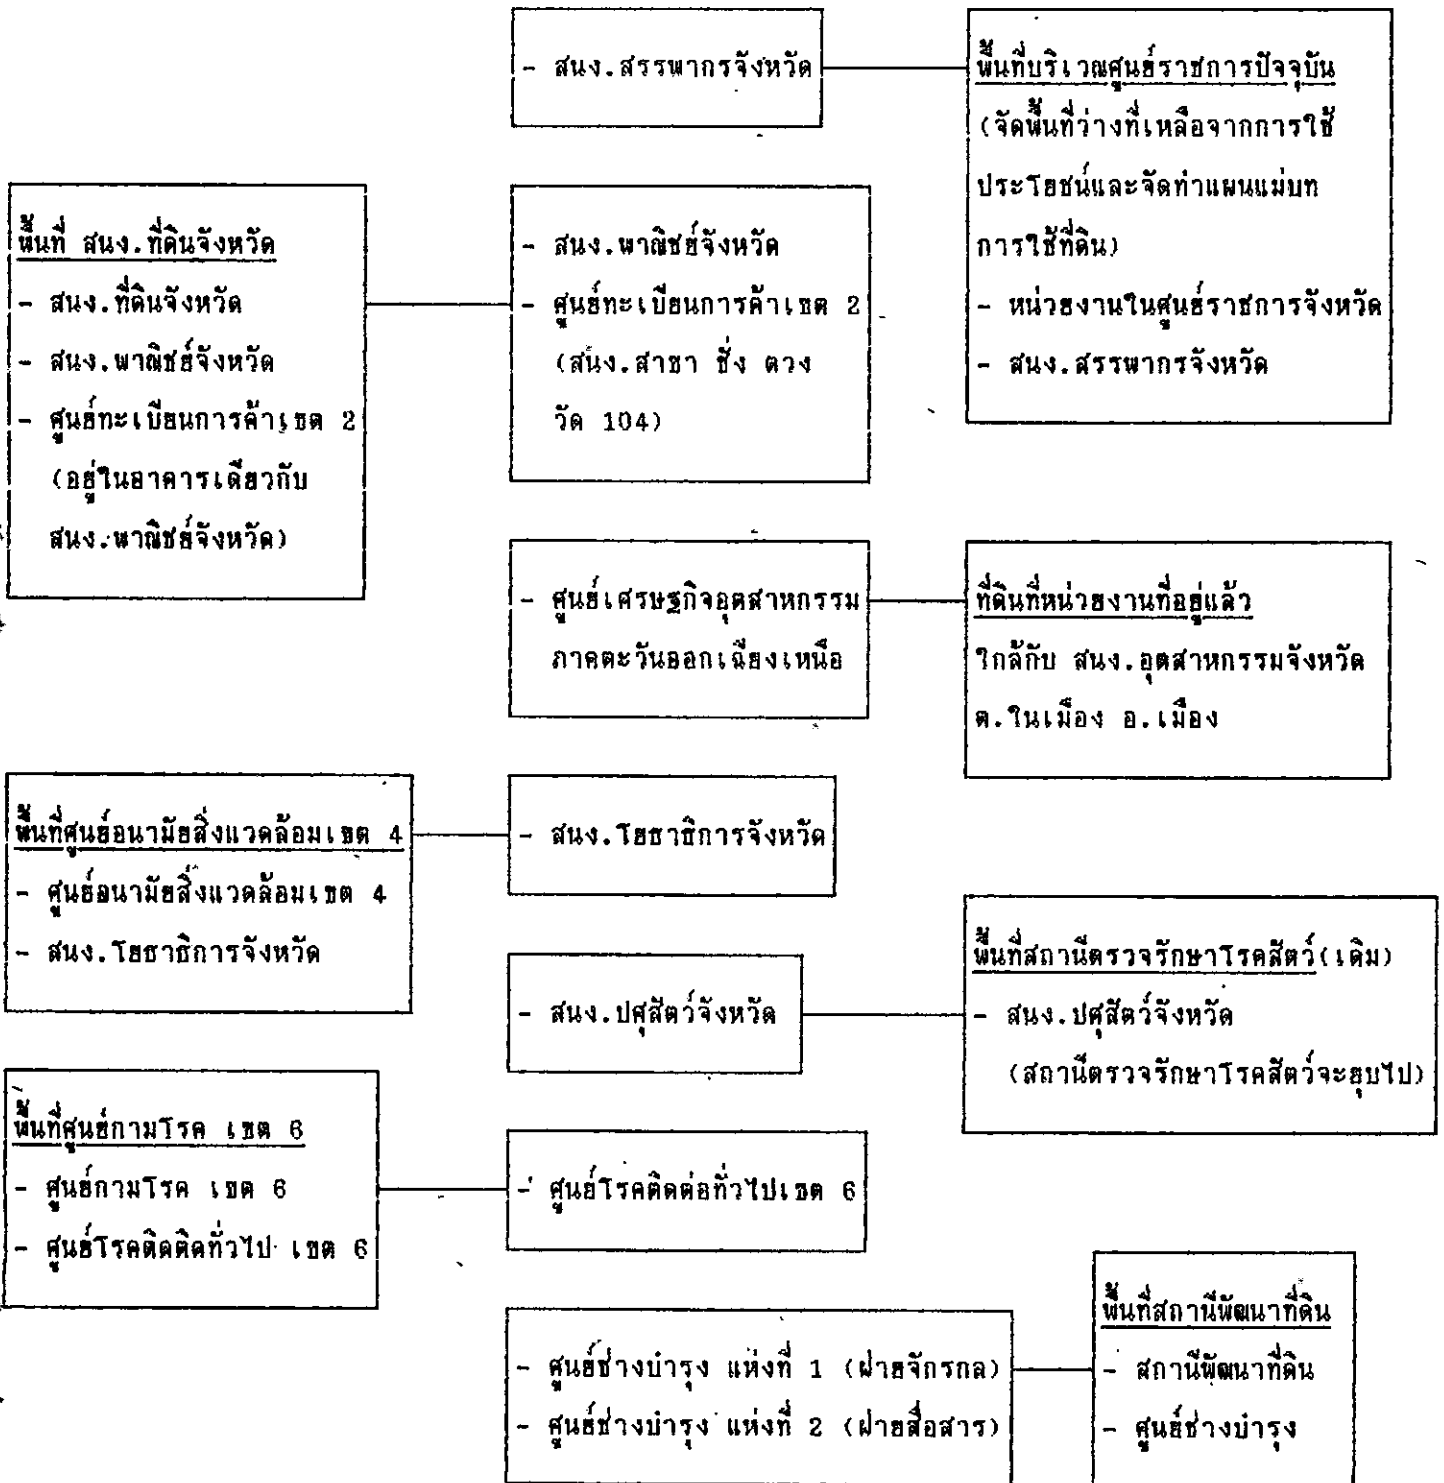 - สนง.สรรพากรจังหวัด
พื้นที่บริเวณศูนย์ราชการปัจจุบัน
(จัดพื้นที่ว่างที่เหลือจากการใช้
ประโยชน์และจัดทำแผนแม่บท
การใช้ที่ดิน)
- หน่วยงานในศูนย์ราชการจังหวัด
- สนง.สรรพากรจังหวัด
พื้นที่ สนง.ที่ดินจังหวัด
- สนง.ที่ดินจังหวัด
- สนง.พาณิชย์จังหวัด
- ศูนย์ทะเบียนการค้าเขต 2
(อยู่ในอาคารเดียวกับ
สนง.พาณิชย์จังหวัด)
- สนง.พาณิชย์จังหวัด
- ศูนย์ทะเบียนการค้าเขต 2
(สนง.สาขา ชั่ง ตวง
วัด 104)
- ศูนย์เศรษฐกิจอุตสาหกรรม
ภาคตะวันออกเฉียงเหนือ
ที่ดินที่หน่วยงานที่อยู่แล้ว
ใกล้กับ สนง.อุตสาหกรรมจังหวัด
ต.ในเมือง อ.เมือง
พื้นที่ศูนย์อนามัยสิ่งแวดล้อมเขต 4
- ศูนย์อนามัยสิ่งแวดล้อมเขต 4
- สนง.โยธาธิการจังหวัด
- สนง.โยธาธิการจังหวัด
- สนง.ปศุสัตว์จังหวัด
พื้นที่สถานีตรวจรักษาโรคสัตว์(เดิม)
- สนง.ปศุสัตว์จังหวัด
(สถานีตรวจรักษาโรคสัตว์จะยุบไป)
พื้นที่ศูนย์กามโรค เขต 6
- ศูนย์กามโรค เขต 6
- ศูนย์โรคติดติดทั่วไป เขต 6
- ศูนย์โรคติดต่อทั่วไปเขต 6
- ศูนย์ช่างบำรุง แห่งที่ 1 (ฝ่ายจักรกล)
- ศูนย์ช่างบำรุง แห่งที่ 2 (ฝ่ายสื่อสาร)
พื้นที่สถานีพัฒนาที่ดิน
- สถานีพัฒนาที่ดิน
- ศูนย์ช่างบำรุง